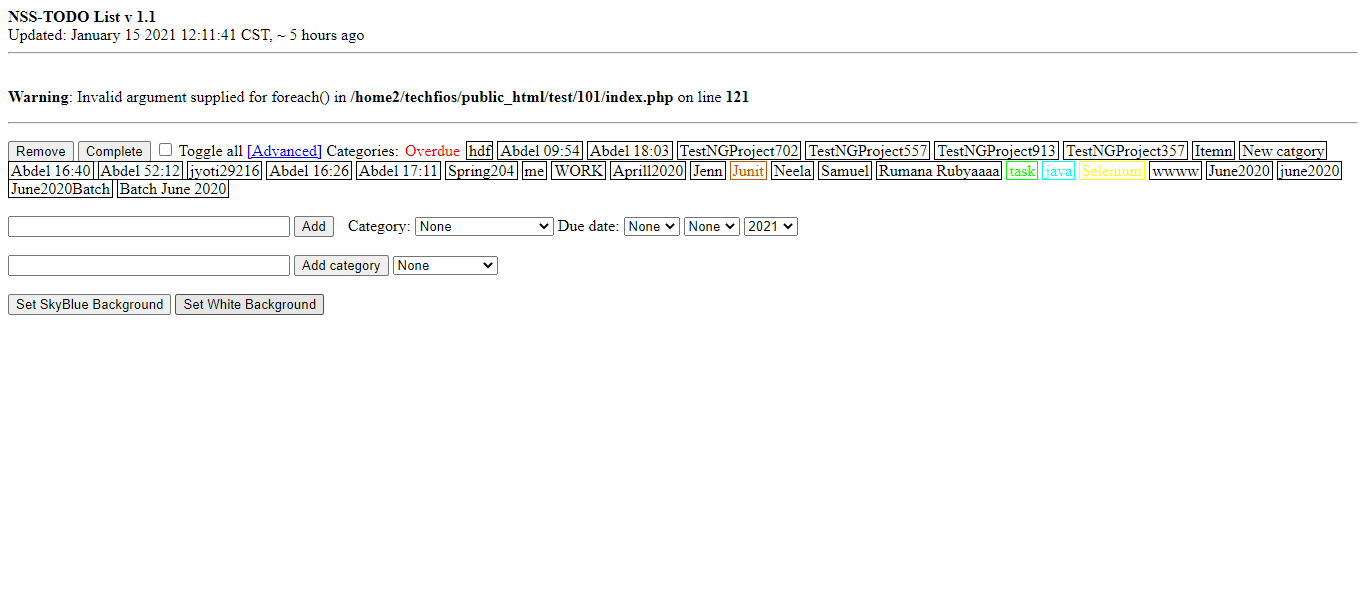 NSS-TODO List v 1.1
Updated: January 15 2021 12:11:41 CST, ~ 5 hours ago
Warning: Invalid argument supplied for foreach() in /home2/techfios/public_html/test/101/index.php on line 121
Remove Complete Toggle all [Advanced] Categories: Overdue hdf Abdel 09:54 Abdel 18:03 TestNGProject702 TestNGProject557 TestNGProject913 TestNGProject357 Itemn New catgory
Abdel 16:40 Abdel 52:12 jyoti29216 Abdel 16:26 Abdel 17:11 Spring204 me WORK Aprill2020 Jenn Junit Neela Samuel Rumana Rubyaaaa task java Selenium wwww June2020 june2020
June2020Batch Batch June 2020
Add Category: None Due date: None None 2021
Add category None
Set SkyBlue Background Set White Background